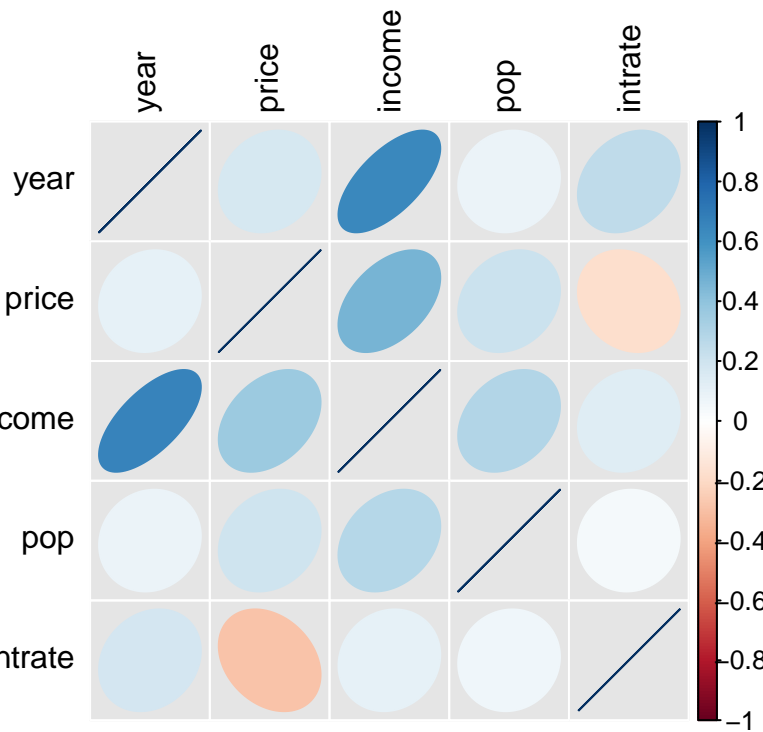 year
price
income
pop
intrate
year
price
come
pop
ntrate
1
0.8
0.6
0.4
0.2
0
–0.2
–0.4
–0.6
–0.8
–1